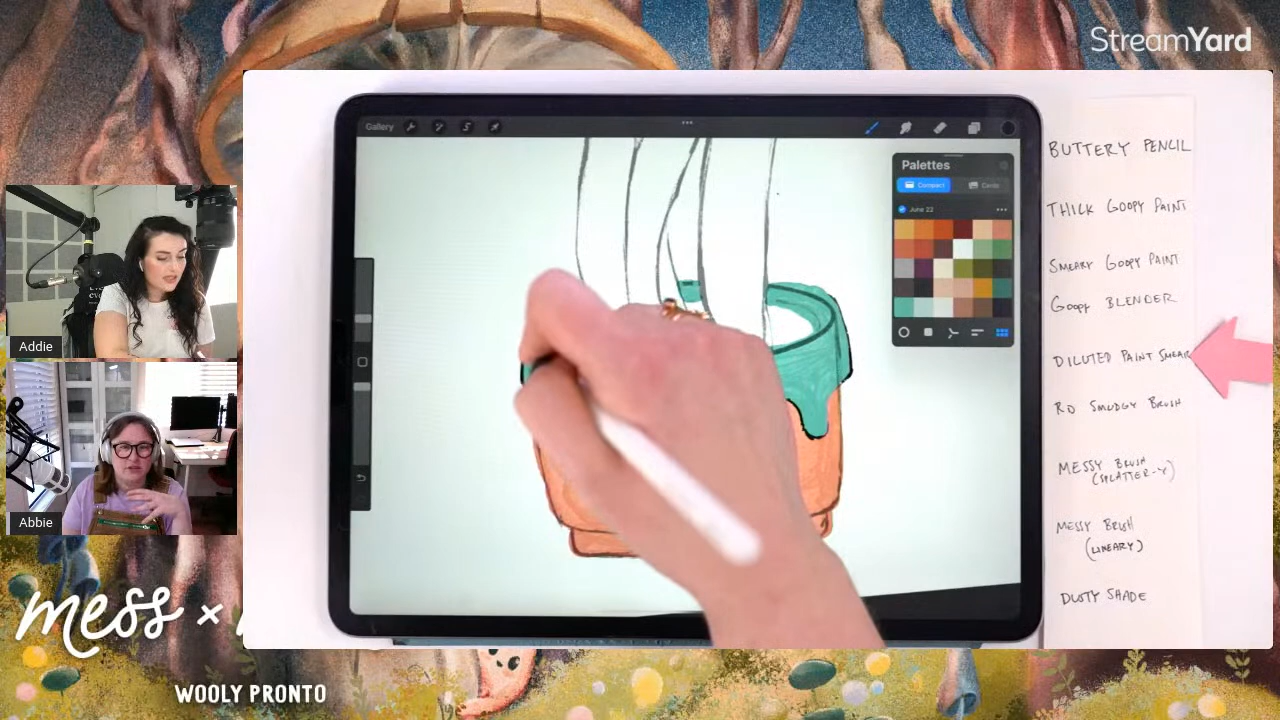 StreamYard
Gallery
Palettes
Compact
Cards
June 22
BUTTERY PENCIL
THICK GOOPY PAINT
SMEARY GOOPY PAINT
GOOPY BLENDER
DILUTED PAINT SMEAR
RD SMUDGY BRUSH
MESSY BRUSH
(SPLATTER-Y)
MESSY BRUSH
(LINEARY)
DUSTY SHADE
Addie
Abbie
mess ×
WOOLY PRONTO